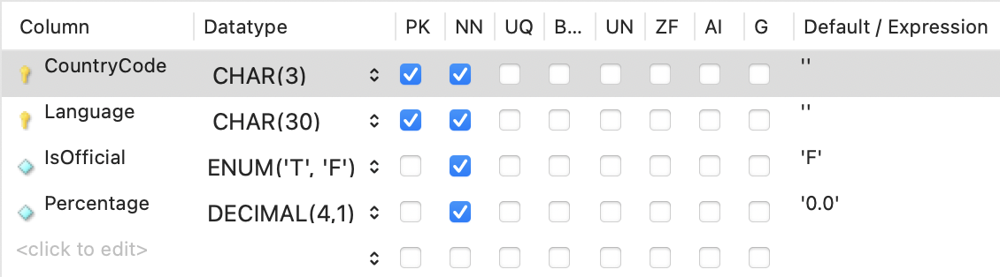 Column Datatype PK NN UQ B... UN ZF AI G Default / Expression
CountryCode CHAR(3) ''
Language CHAR(30) ''
IsOfficial ENUM('T', 'F') 'F'
Percentage DECIMAL(4,1) '0.0'
<click to edit>